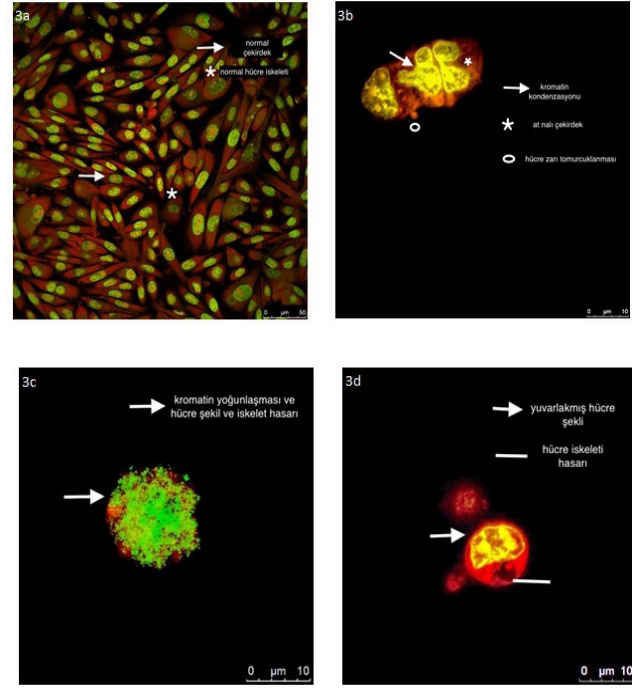 3a
normal
çekirdek
normal hücre iskeleti
0 µm 50
3b
kromatin
kondenzasyonu
at nalı çekirdek
hücre zarı tomurcuklanması
0 µm 10
3c
kromatin yoğunlaşması ve
hücre şekil ve iskelet hasarı
0 µm 10
3d
yuvarlakmış hücre
şekli
hücre iskeleti
hasarı
0 µm 10